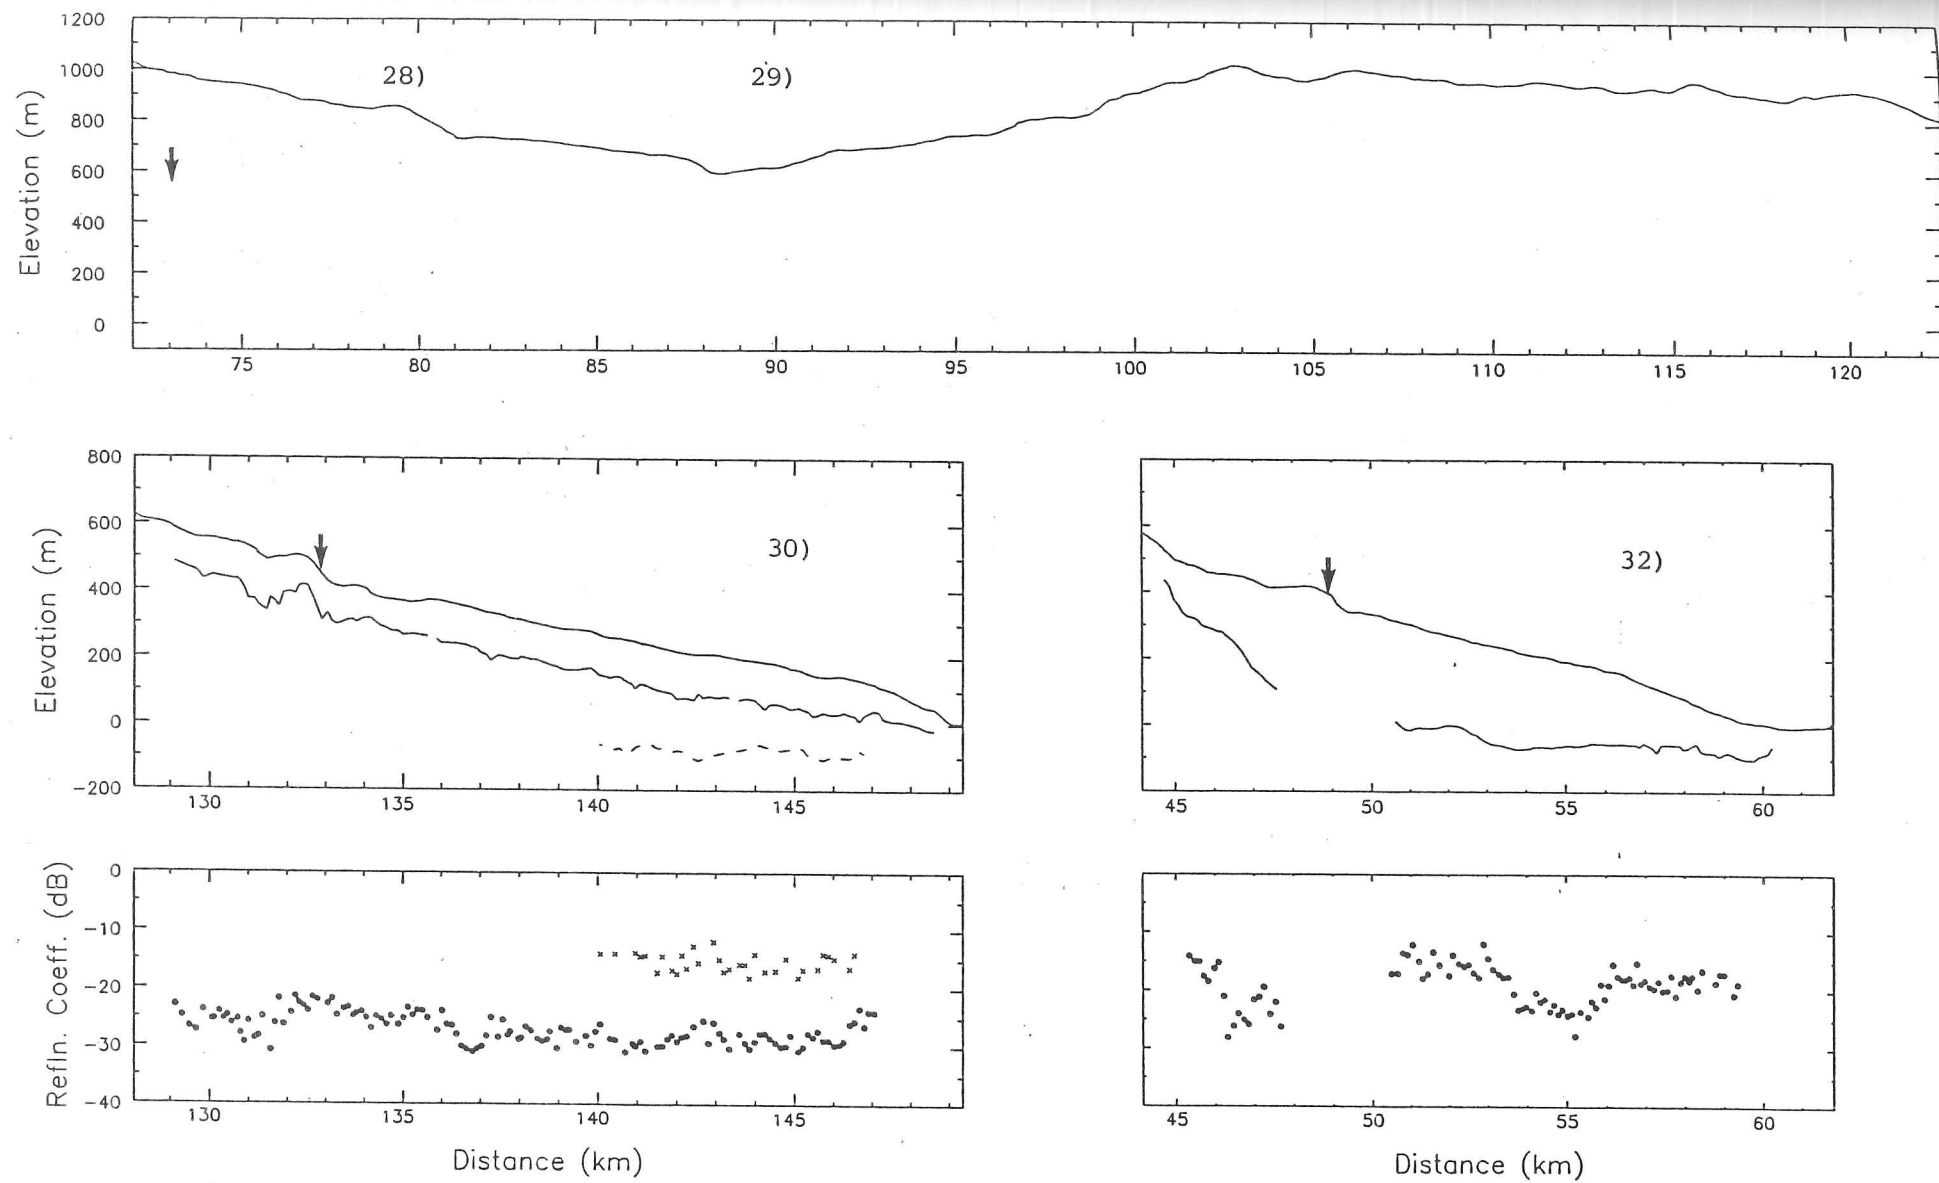 1200
1000
800
600
400
200
0
Elevation (m)
28)
29)
75 80 85 90 95 100 105 110 115 120
800
600
400
200
0
−200
Elevation (m)
30)
130 135 140 145
32)
45 50 55 60
0
−10
−20
−30
−40
Refln. Coeff. (dB)
130 135 140 145
Distance (km)
45 50 55 60
Distance (km)